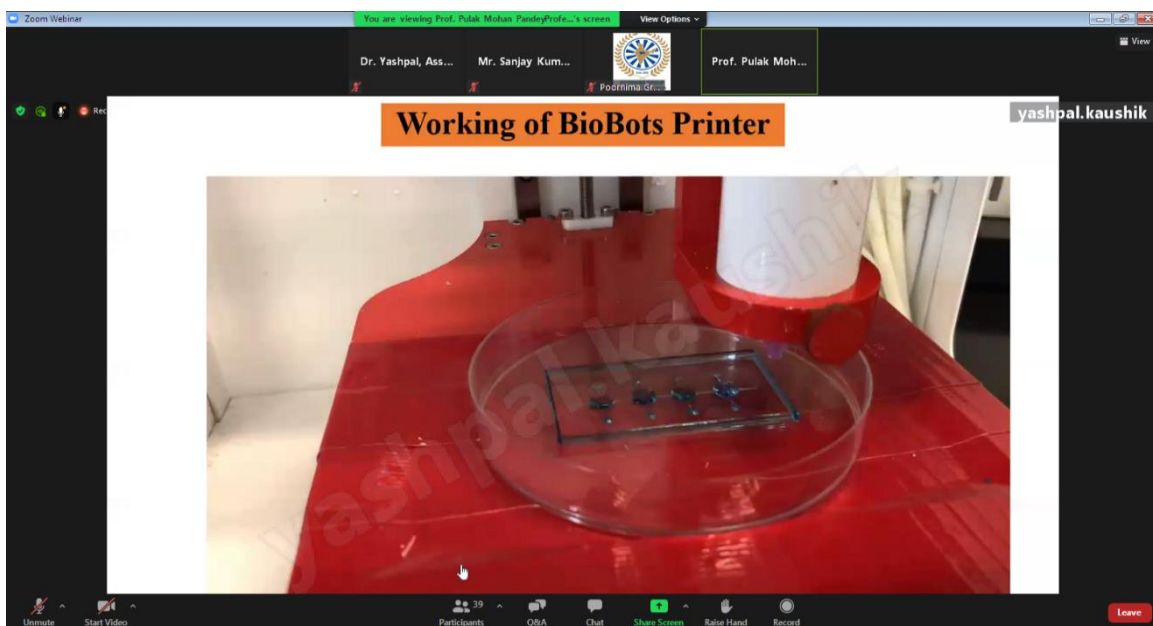 Zoom Webinar
You are viewing Prof. Pulak Mohan PandeyProfe...'s screen
View Options
View
Dr. Yashpal, Ass...
Mr. Sanjay Kum...
Poornima Gr...
Prof. Pulak Moh...
Rec
yashpal.kaushik
Working of BioBots Printer
yashpal.kaushik
Unmute
Start Video
39
Participants
Q&A
Chat
Share Screen
Raise Hand
Record
Leave